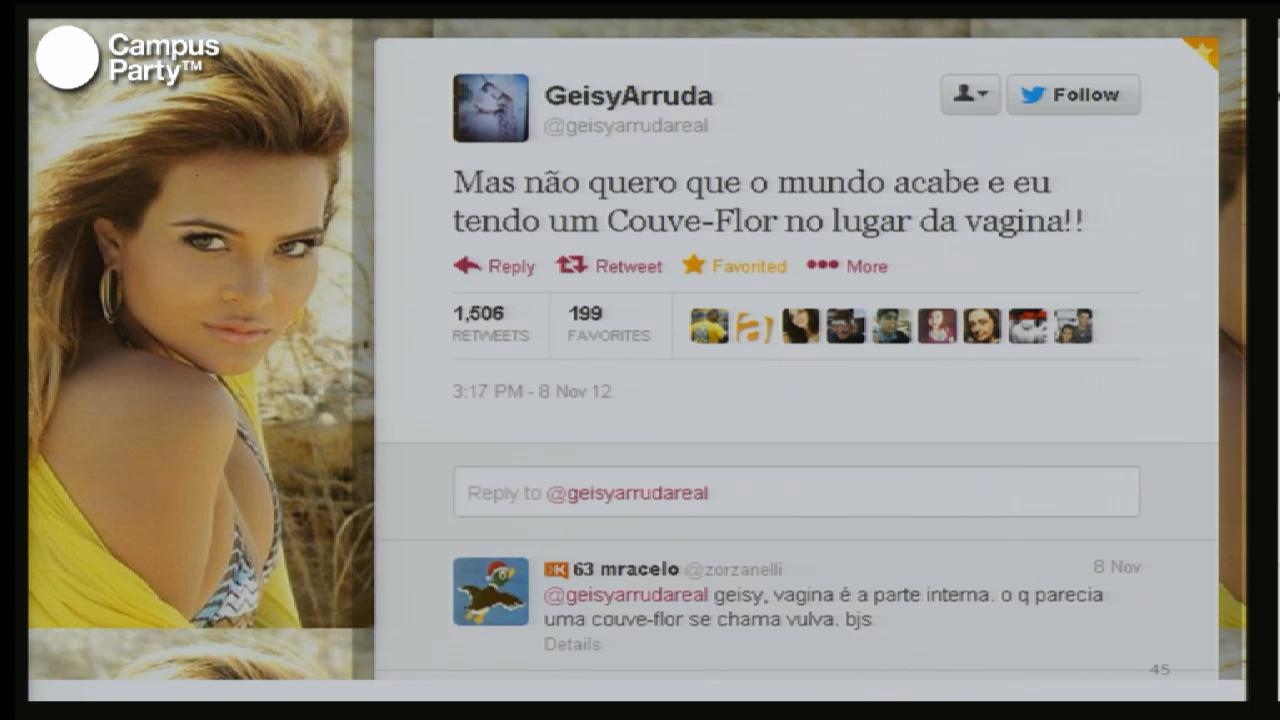 Campus
Party™
GeisyArruda
@geisyarrudareal
Follow
Mas não quero que o mundo acabe e eu
tendo um Couve-Flor no lugar da vagina!!
Reply Retweet Favorited More
1,506 199
RETWEETS FAVORITES
a
3:17 PM - 8 Nov 12
Reply to @geisyarrudareal
63 mracelo @zorzanelli 8 Nov
@geisyarrudareal geisy, vagina é a parte interna. o q parecia
uma couve-flor se chama vulva. bjs
Details
45